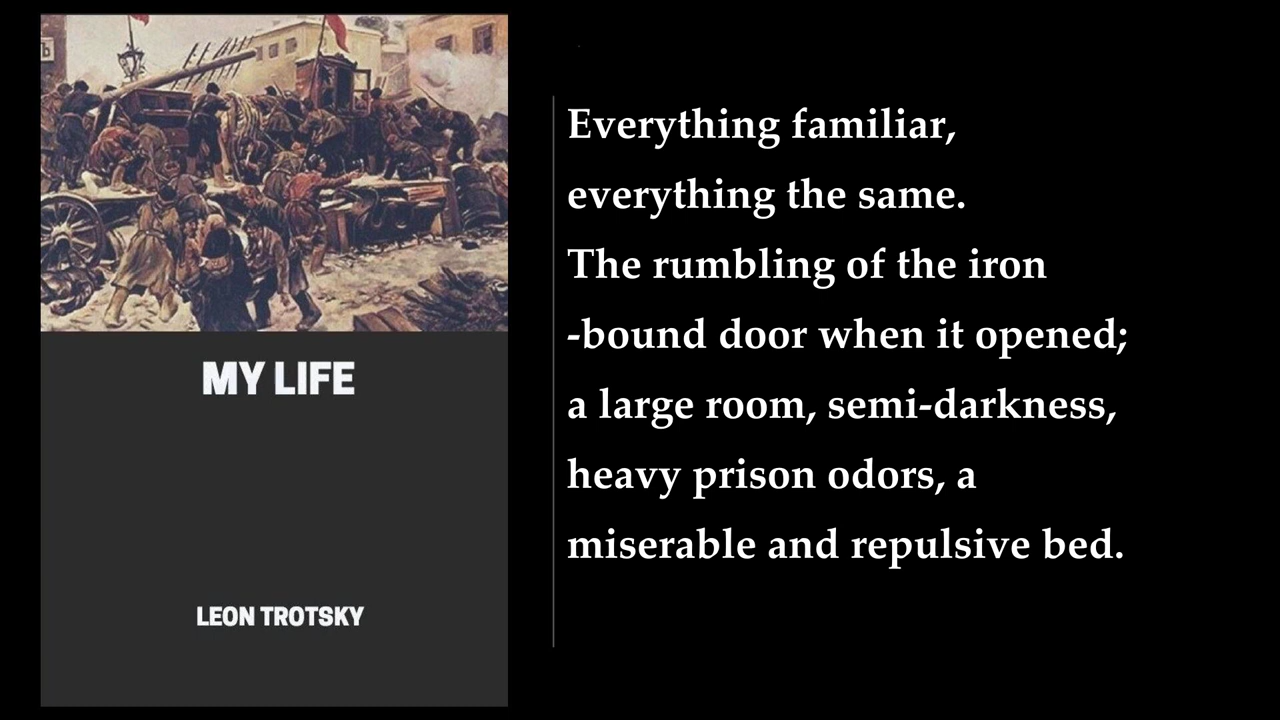 Ъ
MY LIFE
LEON TROTSKY
Everything familiar,
everything the same.
The rumbling of the iron
-bound door when it opened;
a large room, semi-darkness,
heavy prison odors, a
miserable and repulsive bed.